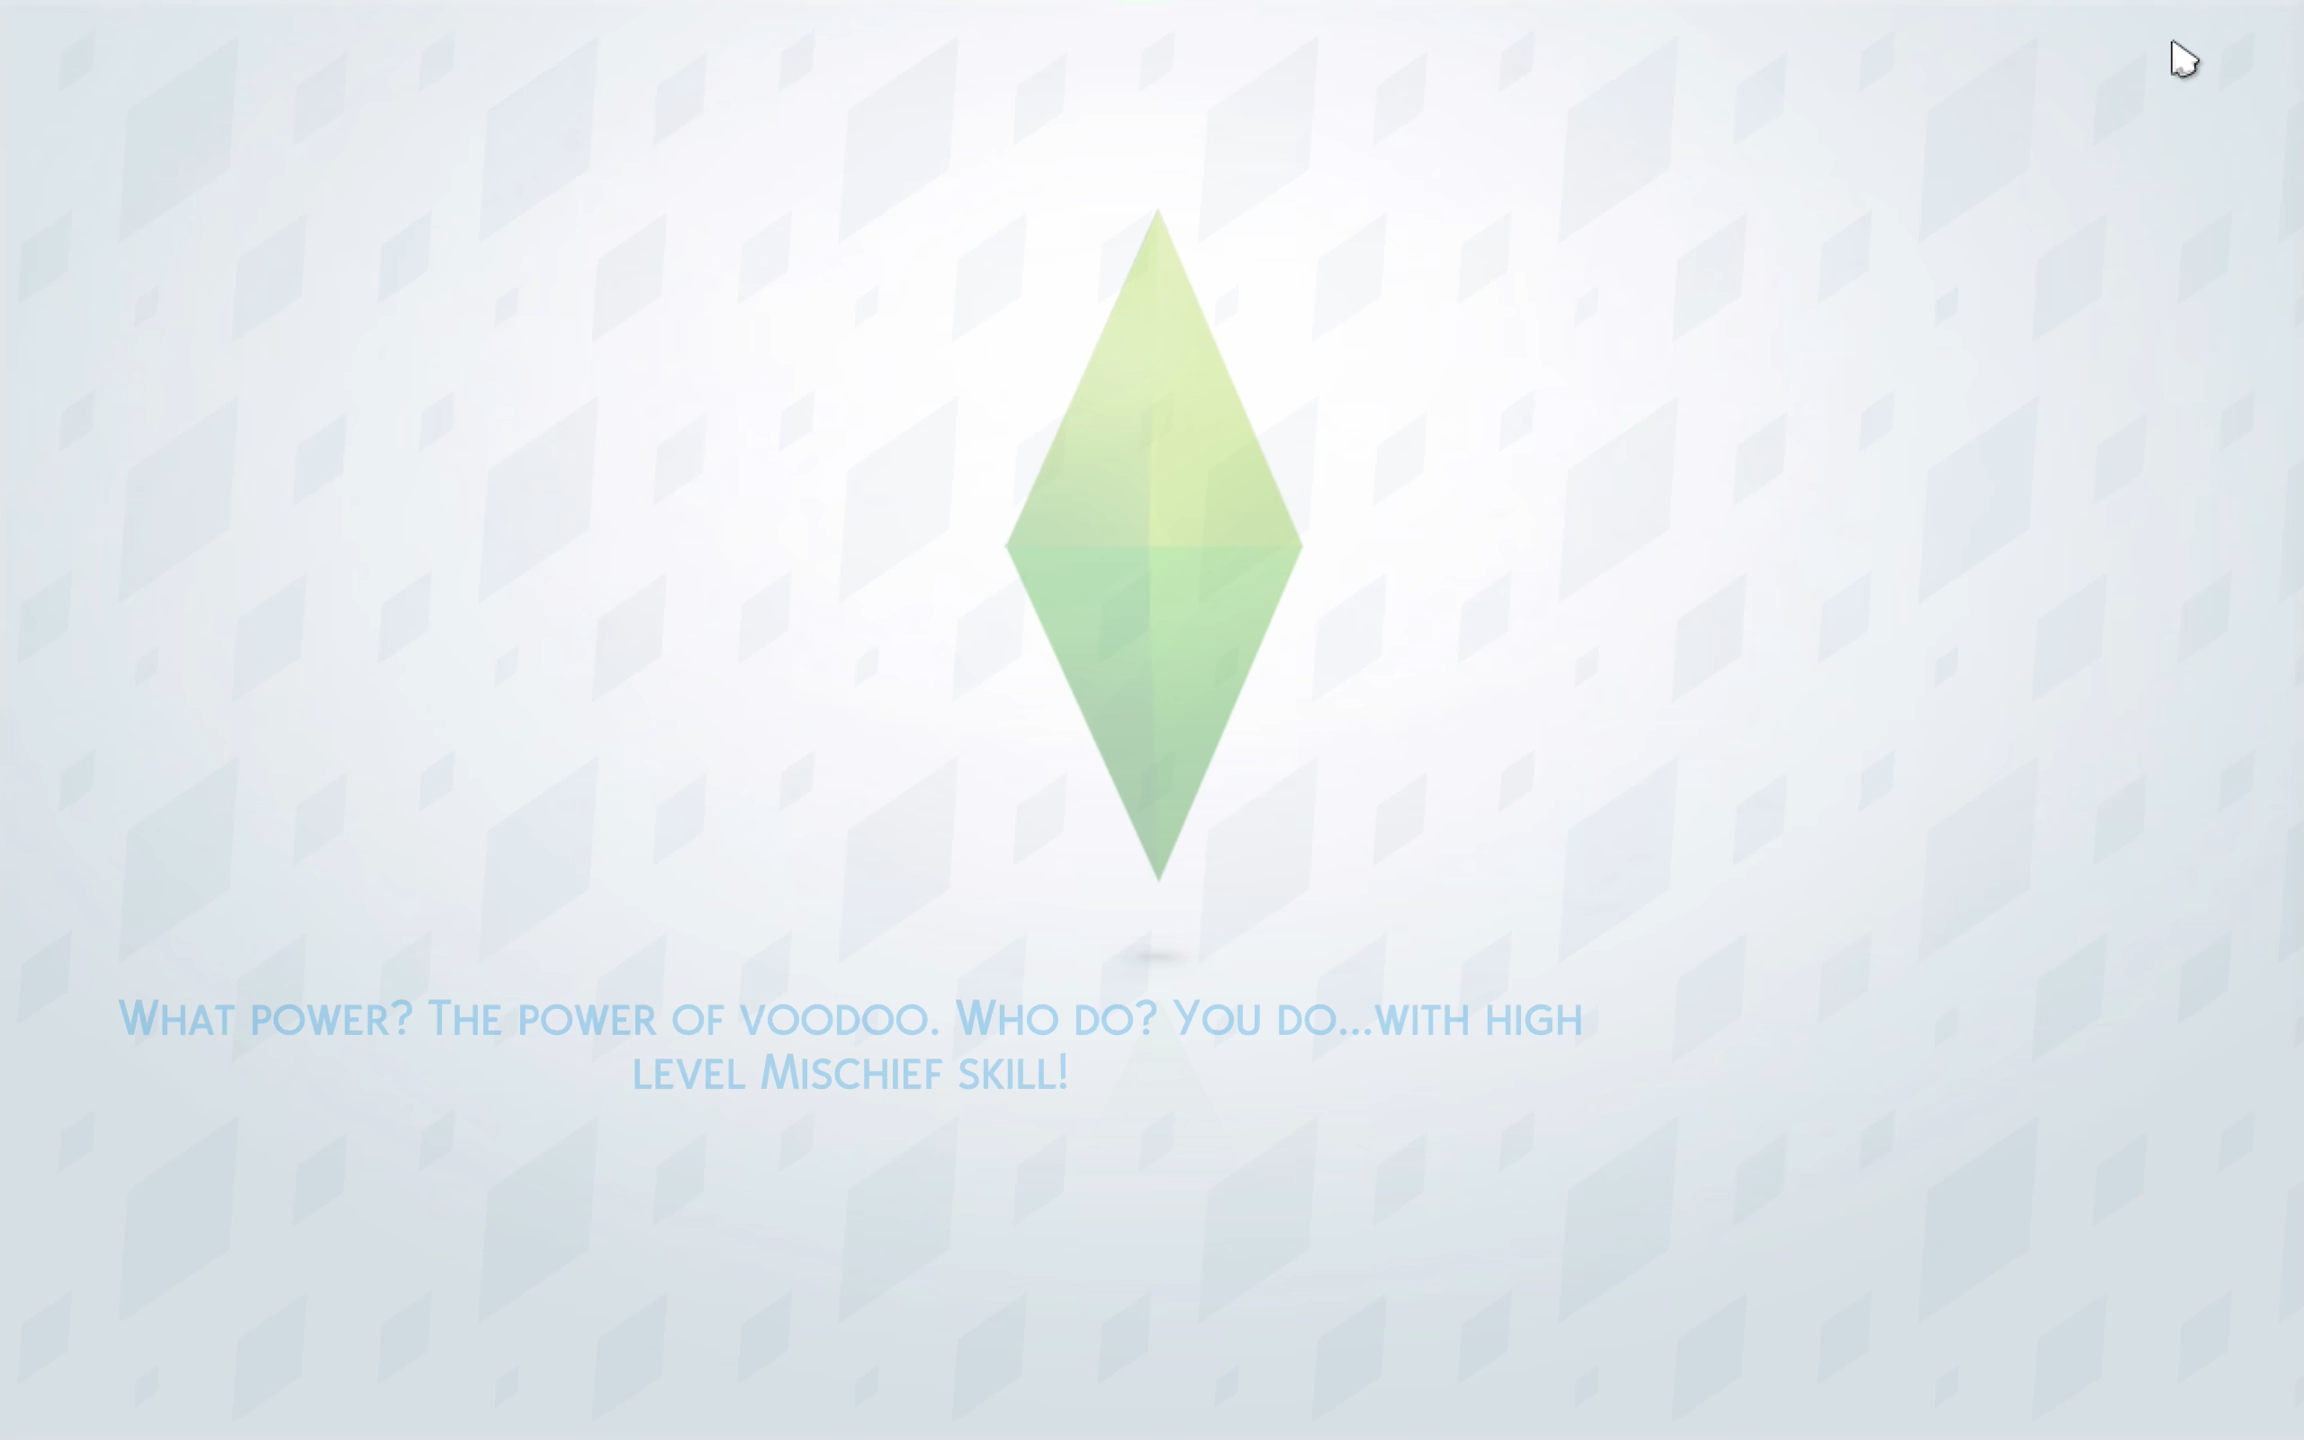 What power? The power of voodoo. Who do? You do...with high
level Mischief skill!